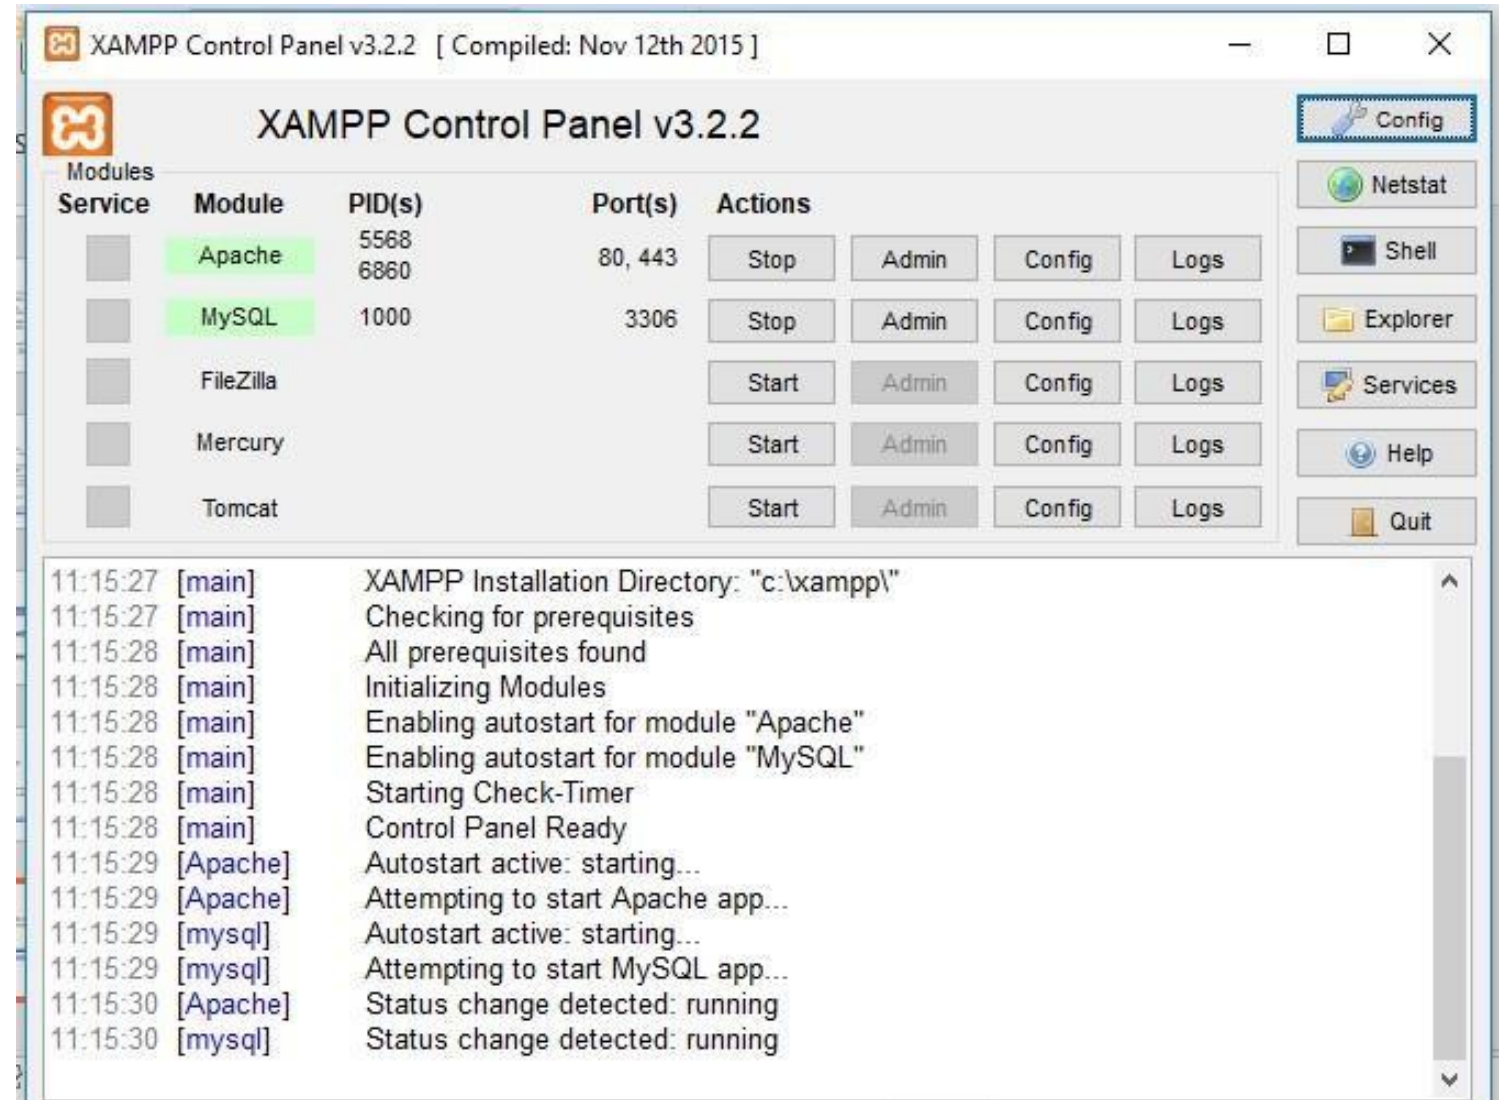 XAMPP Control Panel v3.2.2 [ Compiled: Nov 12th 2015 ]
XAMPP Control Panel v3.2.2
Config
Modules
Service Module PID(s) Port(s) Actions
Netstat
Apache 5568 6860 80, 443 Stop Admin Config Logs
Shell
MySQL 1000 3306 Stop Admin Config Logs
Explorer
FileZilla Start Admin Config Logs
Services
Mercury Start Admin Config Logs
Help
Tomcat Start Admin Config Logs
Quit
11:15:27 [main] XAMPP Installation Directory: "c:\xampp\"
11:15:27 [main] Checking for prerequisites
11:15:28 [main] All prerequisites found
11:15:28 [main] Initializing Modules
11:15:28 [main] Enabling autostart for module "Apache"
11:15:28 [main] Enabling autostart for module "MySQL"
11:15:28 [main] Starting Check-Timer
11:15:28 [main] Control Panel Ready
11:15:29 [Apache] Autostart active: starting...
11:15:29 [Apache] Attempting to start Apache app...
11:15:29 [mysql] Autostart active: starting...
11:15:29 [mysql] Attempting to start MySQL app...
11:15:30 [Apache] Status change detected: running
11:15:30 [mysql] Status change detected: running